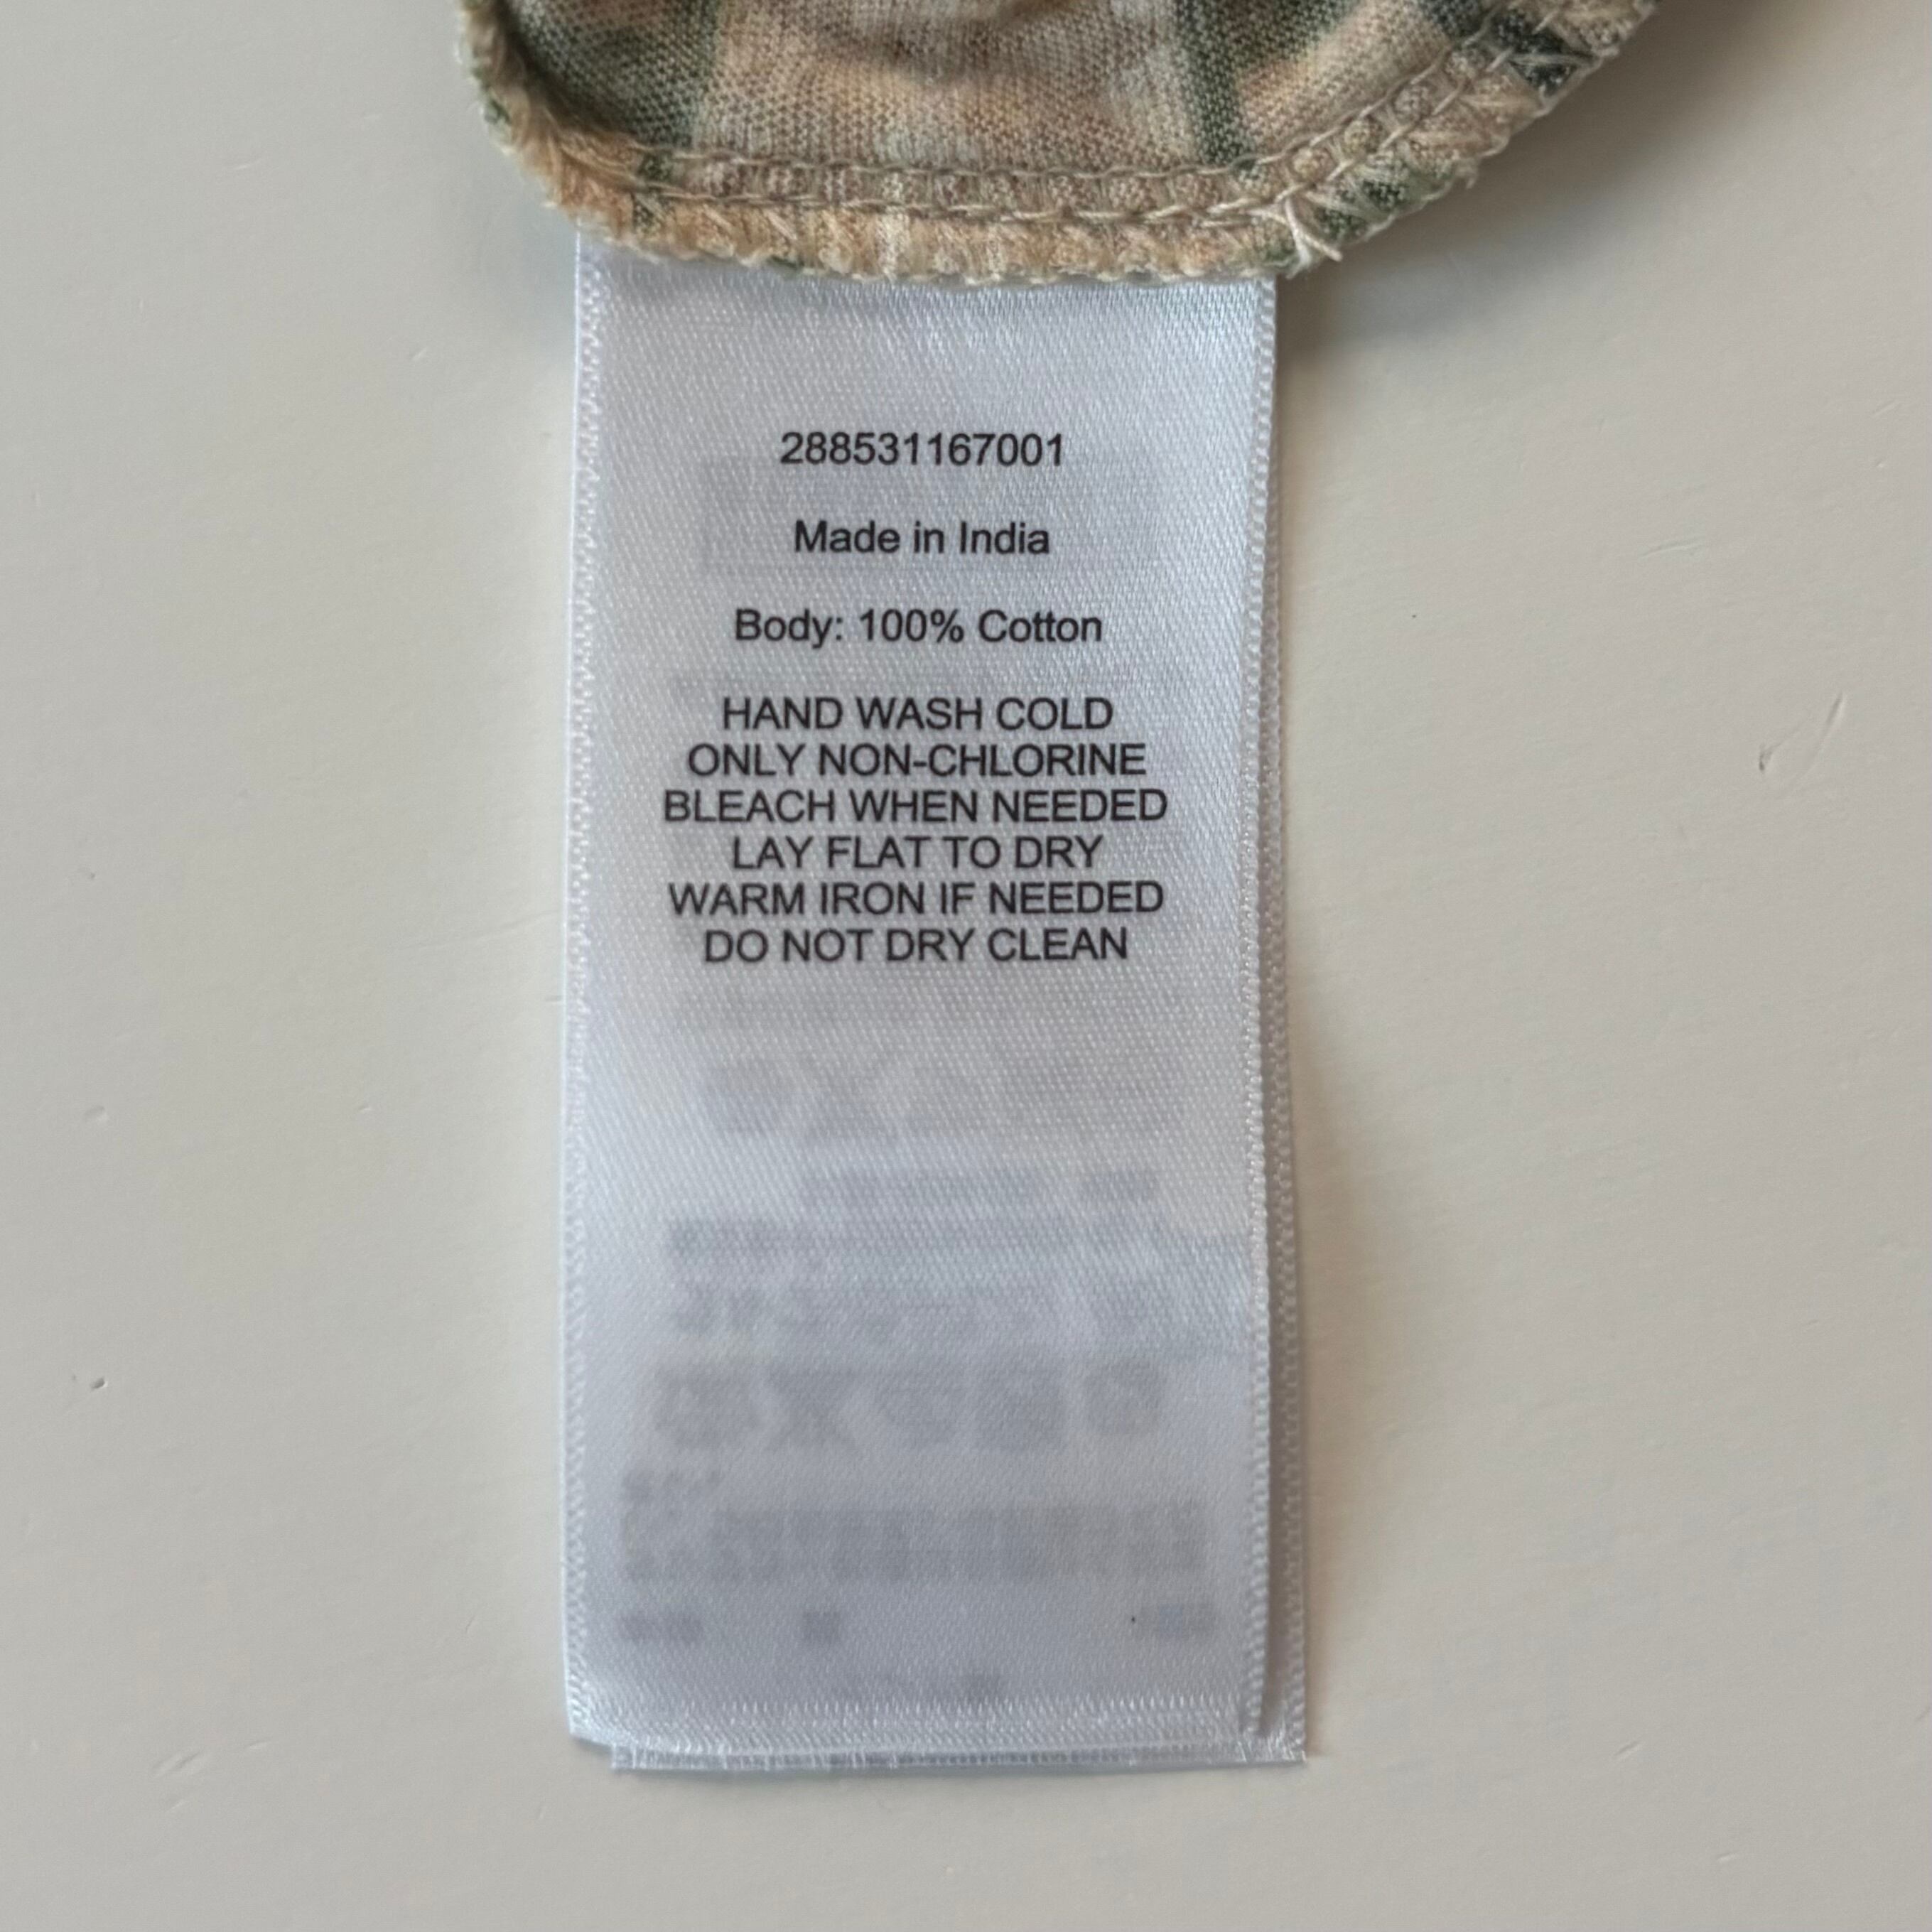 288531167001
Made in India
Body: 100% Cotton
HAND WASH COLD
ONLY NON-CHLORINE
BLEACH WHEN NEEDED
LAY FLAT TO DRY
WARM IRON IF NEEDED
DO NOT DRY CLEAN